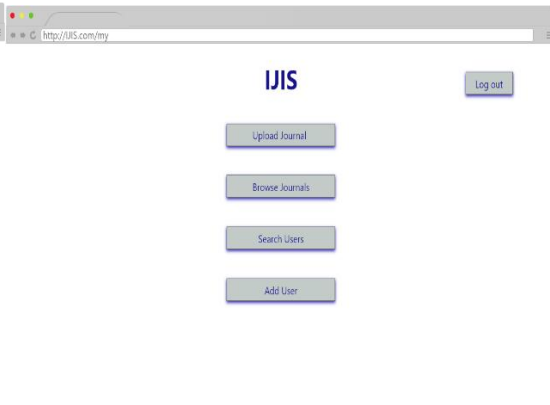 http://IJIS.com/my
IJIS
Log out
Upload Journal
Browse Journals
Search Users
Add User